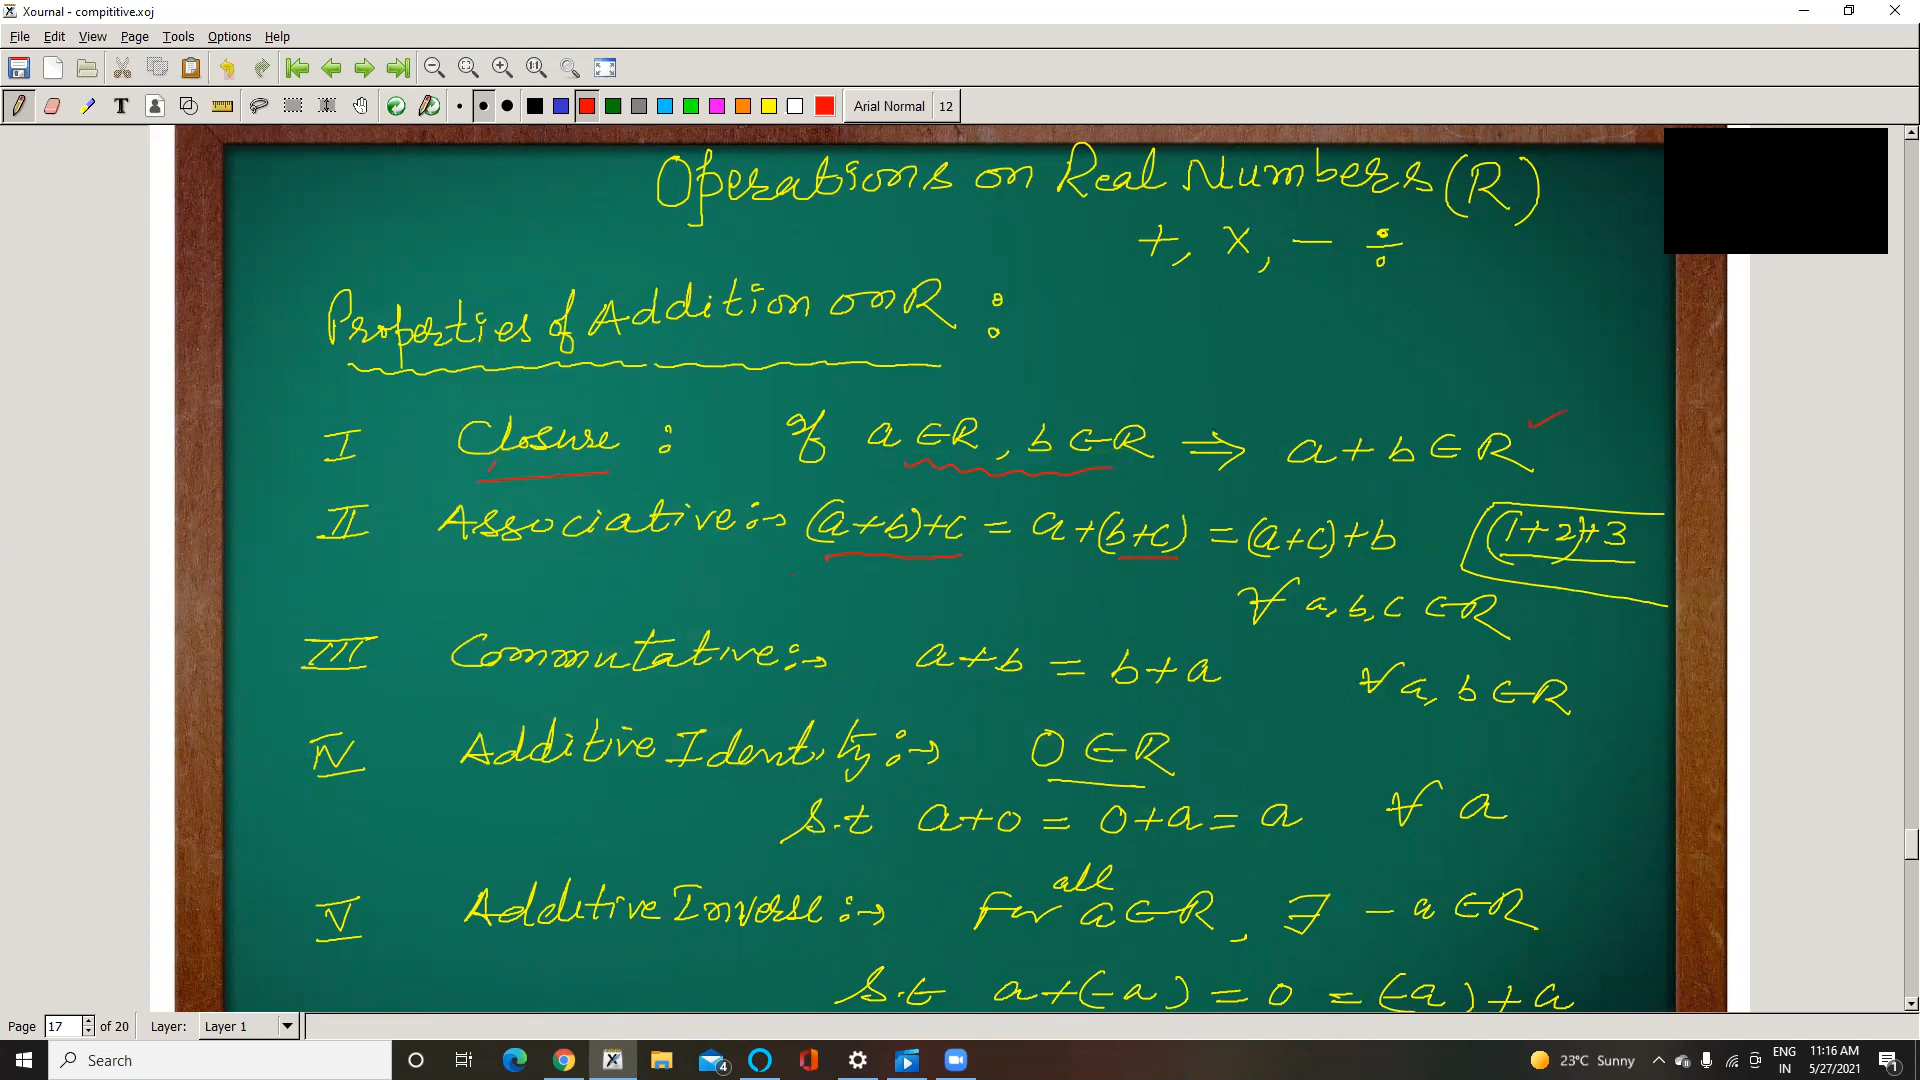 Xournal - compititive.xoj
File Edit View Page Tools Options Help
Arial Normal 12
Operations on Real Numbers (R)
+, x, - ÷
Properties of Addition on R :
I Closure : If a∈R, b∈R ⇒ a+b∈R
II Associative:→ (a+b)+c = a+(b+c) = (a+c)+b (1+2)+3
∀ a, b, c ∈R
III Commutative:→ a+b = b+a ∀ a, b ∈R
IV Additive Identity:→ 0∈R
s.t a+0 = 0+a = a ∀ a
all
V Additive Inverse:→ For a∈R, ∃ -a∈R
s.t a+(-a) = 0 = (-a)+a
Page 17 of 20 Layer: Layer 1
Search 4 23°C Sunny ENG 11:16 AM
IN 5/27/2021 1